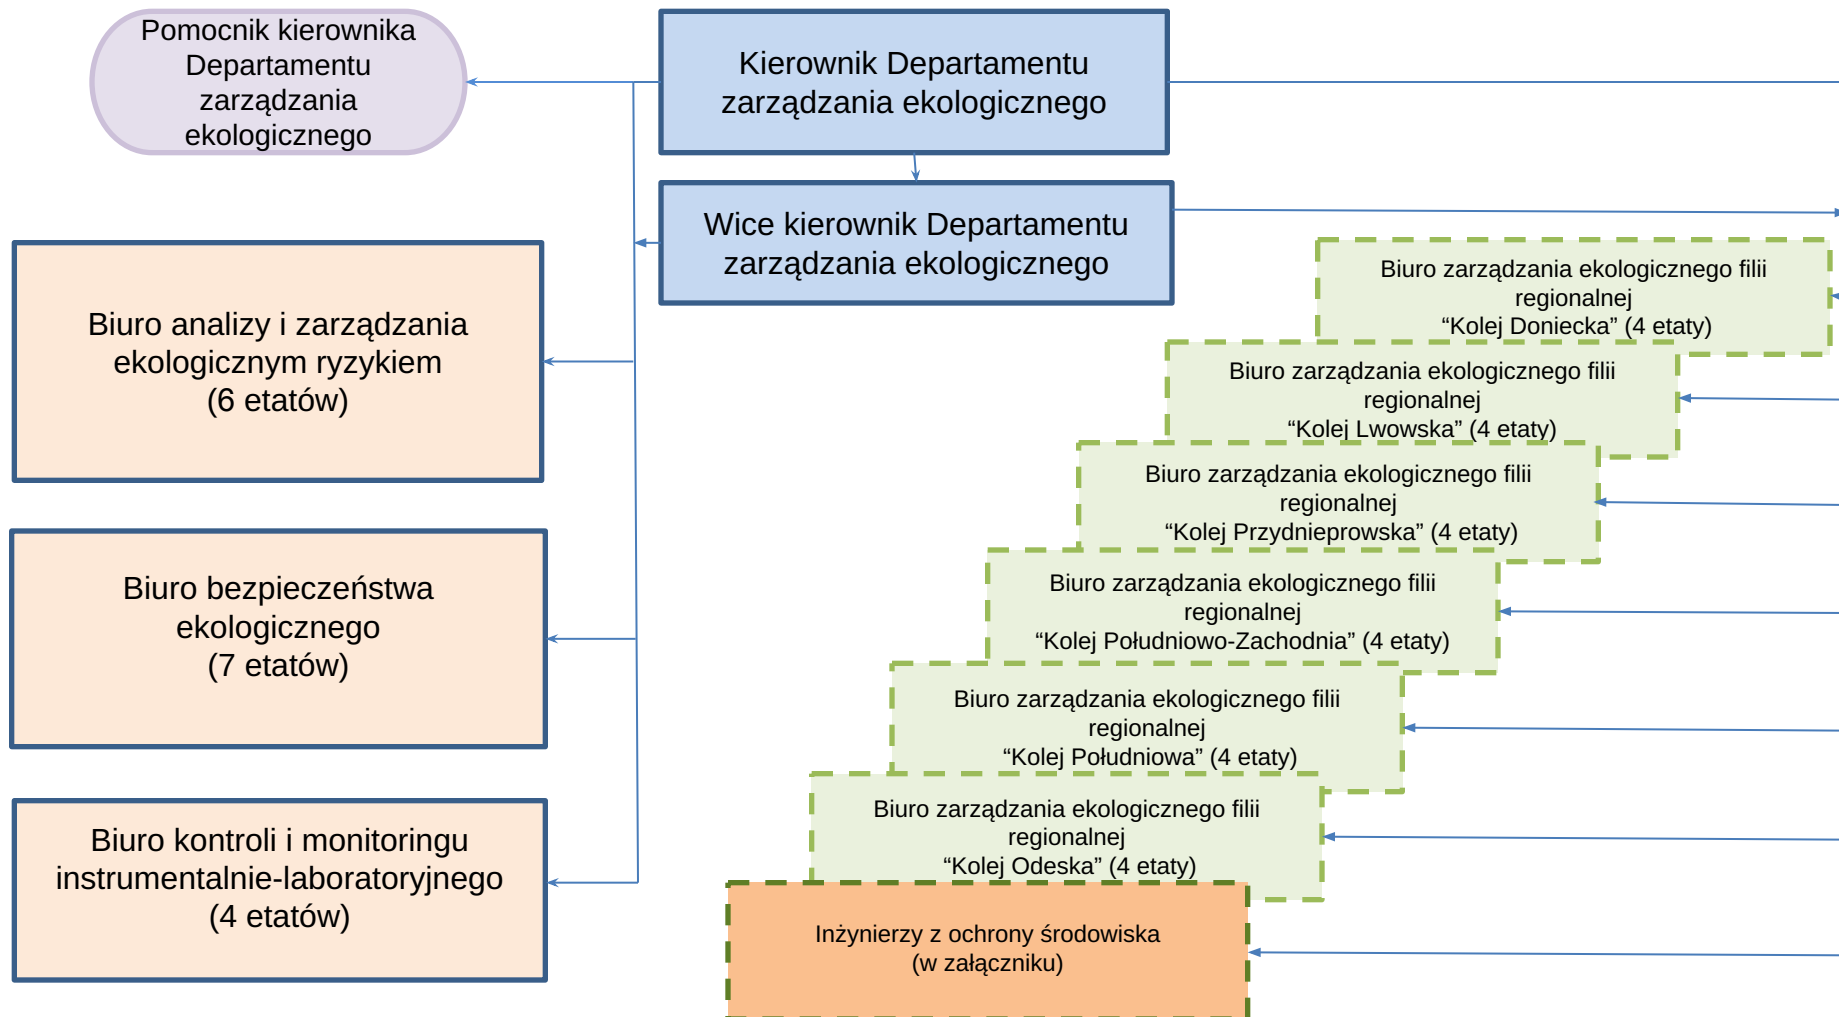 Pomocnik kierownika
Departamentu
zarządzania
ekologicznego
Kierownik Departamentu
zarządzania ekologicznego
Wice kierownik Departamentu
zarządzania ekologicznego
Biuro analizy i zarządzania
ekologicznym ryzykiem
(6 etatów)
Biuro bezpieczeństwa
ekologicznego
(7 etatów)
Biuro kontroli i monitoringu
instrumentalnie-laboratoryjnego
(4 etatów)
Biuro zarządzania ekologicznego filii
regionalnej
“Kolej Doniecka” (4 etaty)
Biuro zarządzania ekologicznego filii
regionalnej
“Kolej Lwowska” (4 etaty)
Biuro zarządzania ekologicznego filii
regionalnej
“Kolej Przydnieprowska” (4 etaty)
Biuro zarządzania ekologicznego filii
regionalnej
“Kolej Południowo-Zachodnia” (4 etaty)
Biuro zarządzania ekologicznego filii
regionalnej
“Kolej Południowa” (4 etaty)
Biuro zarządzania ekologicznego filii
regionalnej
“Kolej Odeska” (4 etaty)
Inżynierzy z ochrony środowiska
(w załączniku)